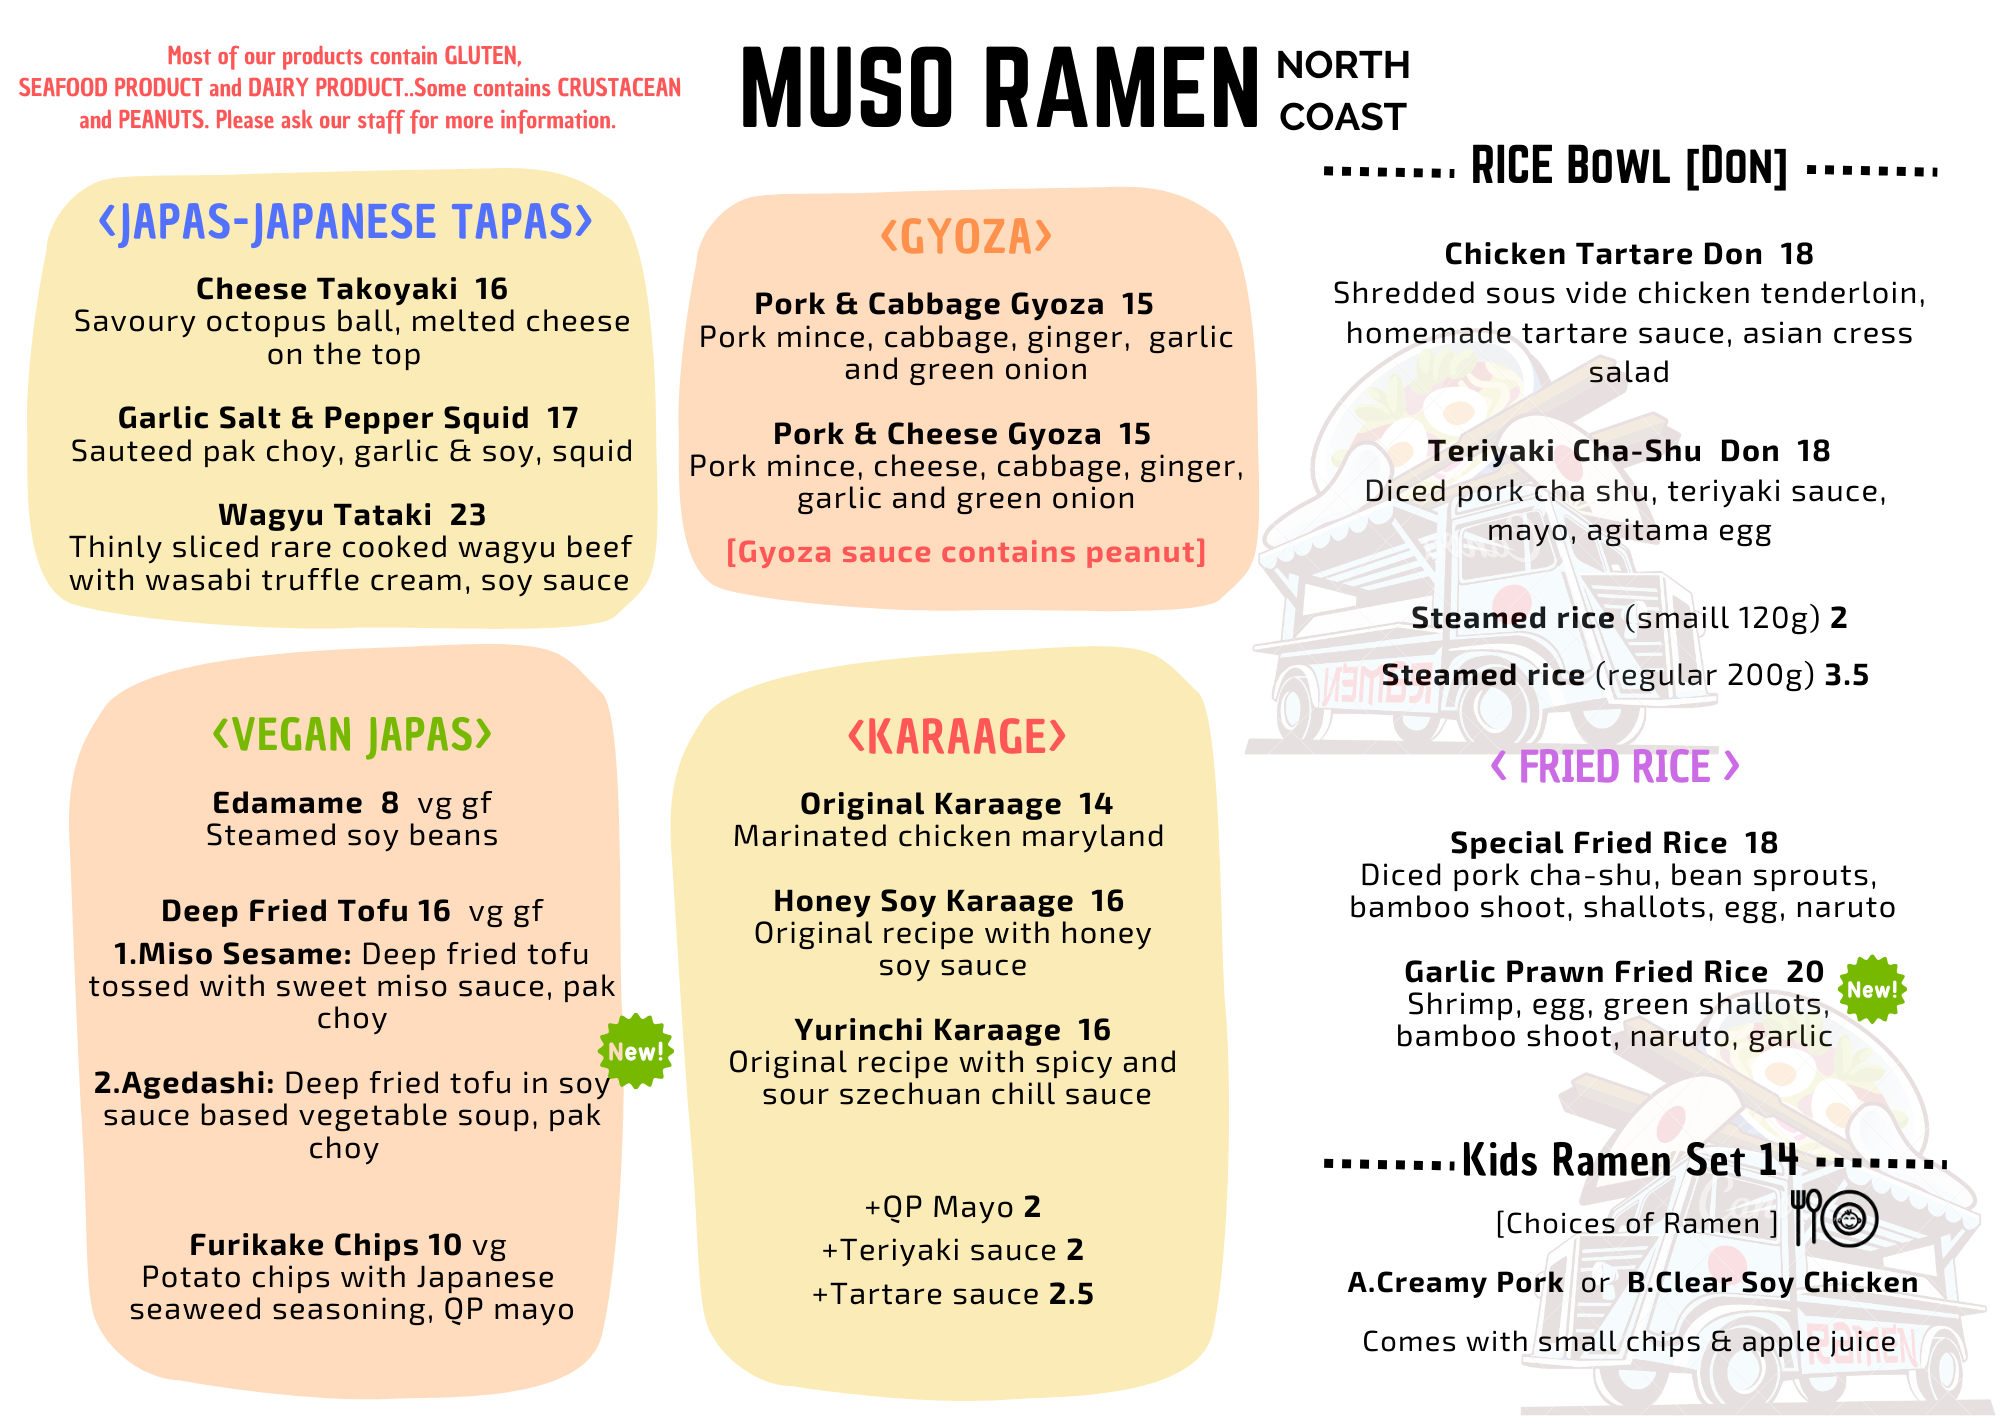 Most of our products contain GLUTEN,
SEAFOOD PRODUCT and DAIRY PRODUCT..Some contains CRUSTACEAN
and PEANUTS. Please ask our staff for more information.
MUSO RAMEN
NORTH
COAST
<JAPAS-JAPANESE TAPAS>
Cheese Takoyaki 16
Savoury octopus ball, melted cheese
on the top
Garlic Salt & Pepper Squid 17
Sauteed pak choy, garlic & soy, squid
Wagyu Tataki 23
Thinly sliced rare cooked wagyu beef
with wasabi truffle cream, soy sauce
<VEGAN JAPAS>
Edamame 8 vg gf
Steamed soy beans
Deep Fried Tofu 16 vg gf
1.Miso Sesame: Deep fried tofu
tossed with sweet miso sauce, pak
choy
New!
2.Agedashi: Deep fried tofu in soy
sauce based vegetable soup, pak
choy
Furikake Chips 10 vg
Potato chips with Japanese
seaweed seasoning, QP mayo
<GYOZA>
Pork & Cabbage Gyoza 15
Pork mince, cabbage, ginger, garlic
and green onion
Pork & Cheese Gyoza 15
Pork mince, cheese, cabbage, ginger,
garlic and green onion
[Gyoza sauce contains peanut]
<KARAAGE>
Original Karaage 14
Marinated chicken maryland
Honey Soy Karaage 16
Original recipe with honey
soy sauce
Yurinchi Karaage 16
Original recipe with spicy and
sour szechuan chill sauce
+QP Mayo 2
+Teriyaki sauce 2
+Tartare sauce 2.5
RICE BOWL [DON]
Chicken Tartare Don 18
Shredded sous vide chicken tenderloin,
homemade tartare sauce, asian cress
salad
Teriyaki Cha-Shu Don 18
Diced pork cha shu, teriyaki sauce,
mayo, agitama egg
Steamed rice (smaill 120g) 2
Steamed rice (regular 200g) 3.5
RAMEN
< FRIED RICE >
Special Fried Rice 18
Diced pork cha-shu, bean sprouts,
bamboo shoot, shallots, egg, naruto
Garlic Prawn Fried Rice 20
New!
Shrimp, egg, green shallots,
bamboo shoot, naruto, garlic
Kids Ramen Set 14
[Choices of Ramen ]
A.Creamy Pork or B.Clear Soy Chicken
Comes with small chips & apple juice
RAMEN